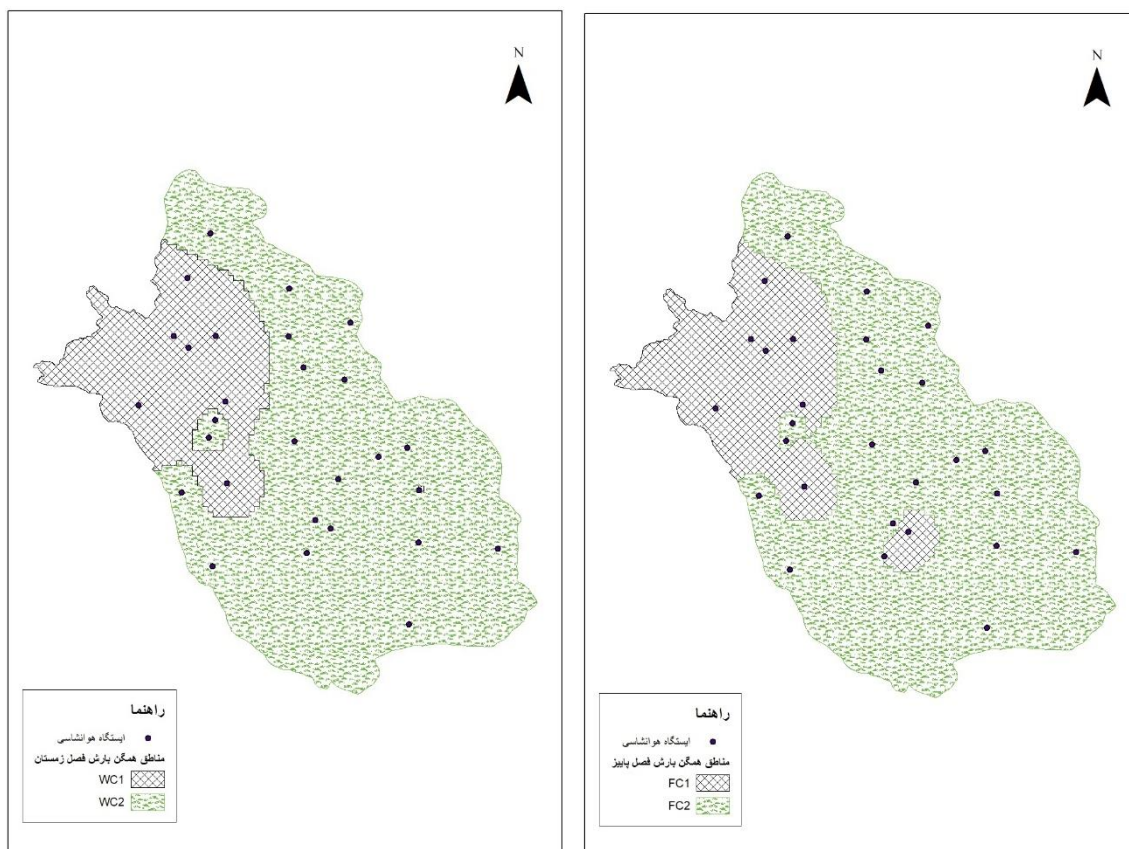 N
راهنما
ایستگاه هواشناسی
مناطق همگن بارش فصل زمستان
WC1
WC2
N
راهنما
ایستگاه هواشناسی
مناطق همگن بارش فصل پاییز
FC1
FC2